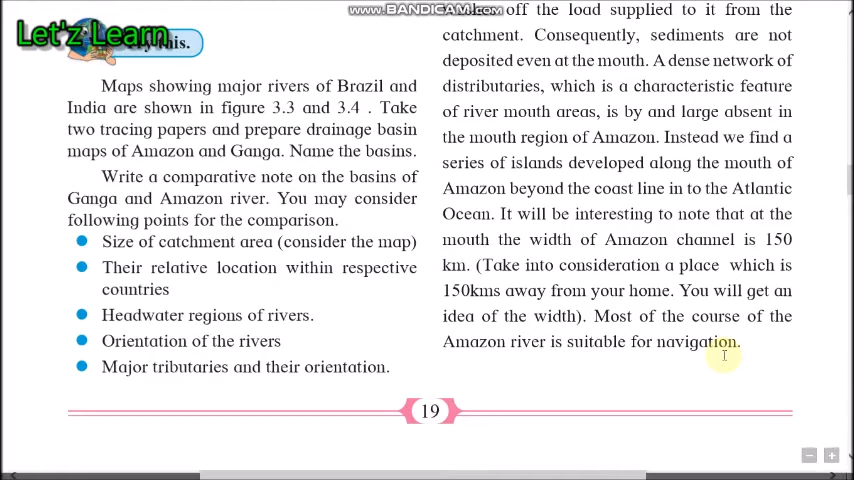 www.BANDICAM.com
Let'z Learn
this.
Maps showing major rivers of Brazil and
India are shown in figure 3.3 and 3.4 . Take
two tracing papers and prepare drainage basin
maps of Amazon and Ganga. Name the basins.
Write a comparative note on the basins of
Ganga and Amazon river. You may consider
following points for the comparison.
Size of catchment area (consider the map)
Their relative location within respective
countries
Headwater regions of rivers.
Orientation of the rivers
Major tributaries and their orientation.
off the load supplied to it from the
catchment. Consequently, sediments are not
deposited even at the mouth. A dense network of
distributaries, which is a characteristic feature
of river mouth areas, is by and large absent in
the mouth region of Amazon. Instead we find a
series of islands developed along the mouth of
Amazon beyond the coast line in to the Atlantic
Ocean. It will be interesting to note that at the
mouth the width of Amazon channel is 150
km. (Take into consideration a place which is
150kms away from your home. You will get an
idea of the width). Most of the course of the
Amazon river is suitable for navigation.
19